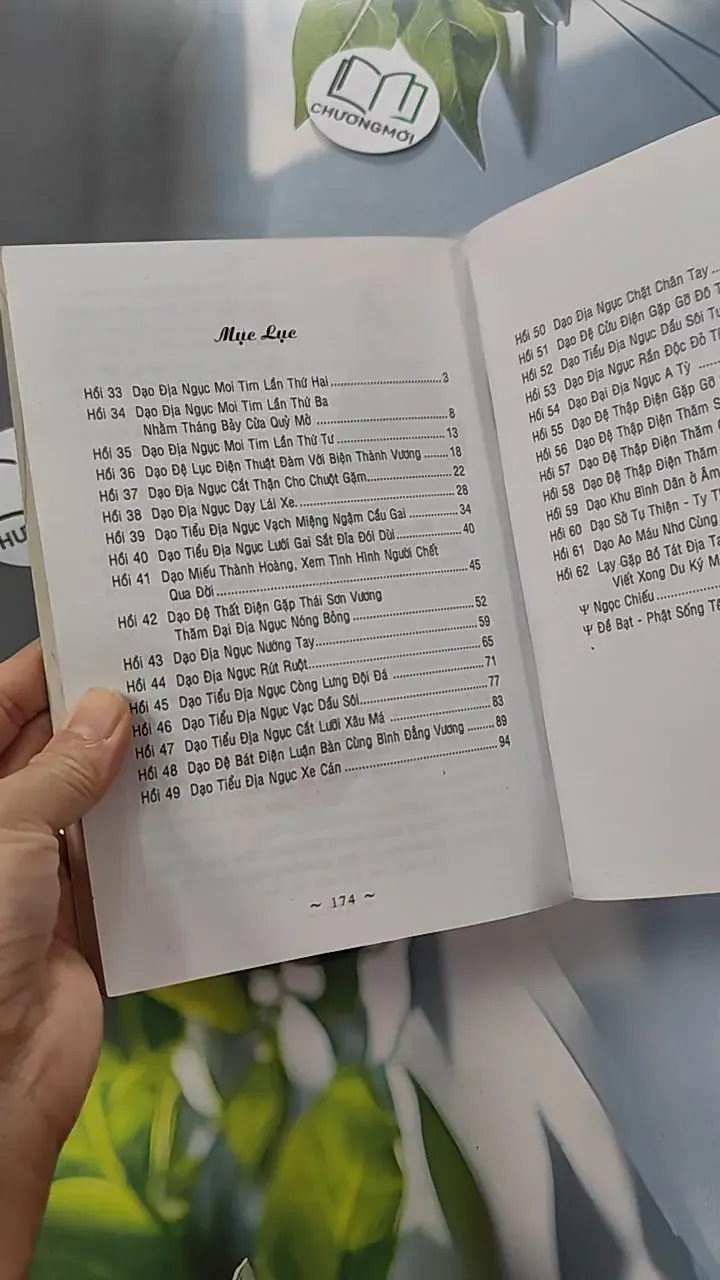 CHƯƠNGMỚI
Mục Lục
Hồi 33 Dạo Địa Ngục Moi Tim Lần Thứ Hai ..... 3
Hồi 34 Dạo Địa Ngục Moi Tim Lần Thứ Ba
Nhằm Tháng Bảy Cửa Quỷ Mở ..... 8
Hồi 35 Dạo Địa Ngục Moi Tim Lần Thứ Tư ..... 13
Hồi 36 Dạo Đệ Lục Điện Thuật Đàm Với Biện Thành Vương ..... 18
Hồi 37 Dạo Địa Ngục Cắt Thận Cho Chuột Gặm ..... 22
Hồi 38 Dạo Địa Ngục Dạy Lái Xe ..... 28
Hồi 39 Dạo Tiểu Địa Ngục Vạch Miệng Ngậm Cầu Gai ..... 34
Hồi 40 Dạo Tiểu Địa Ngục Lưới Gai Sắt Đỉa Đói Dùi ..... 40
Hồi 41 Dạo Miếu Thành Hoàng, Xem Tình Hình Người Chết
Qua Đời ..... 45
Hồi 42 Dạo Đệ Thất Điện Gặp Thái Sơn Vương
Thăm Đại Địa Ngục Nóng Bỏng ..... 52
Hồi 43 Dạo Địa Ngục Nướng Tay ..... 59
Hồi 44 Dạo Địa Ngục Rút Ruột ..... 65
Hồi 45 Dạo Tiểu Địa Ngục Còng Lưng Đội Đá ..... 71
Hồi 46 Dạo Tiểu Địa Ngục Vạc Dầu Sôi ..... 77
Hồi 47 Dạo Tiểu Địa Ngục Cắt Lưỡi Xâu Má ..... 83
Hồi 48 Dạo Đệ Bát Điện Luận Bàn Cùng Bình Đẳng Vương ..... 89
Hồi 49 Dạo Tiểu Địa Ngục Xe Cán ..... 94
~ 174 ~
Hồi 50 Dạo Địa Ngục Chặt Chân Tay ...
Hồi 51 Dạo Đệ Cửu Điện Gặp Gỡ Đô
Hồi 52 Dạo Tiểu Địa Ngục Dầu Sôi
Hồi 53 Dạo Địa Ngục Rắn Độc Đỏ
Hồi 54 Dạo Đại Địa Ngục A Tỳ .....
Hồi 55 Dạo Đệ Thập Điện Gặp Gỡ
Hồi 56 Dạo Đệ Thập Điện Thăm
Hồi 57 Dạo Đệ Thập Điện Thăm
Hồi 58 Dạo Đệ Thập Điện Thăm
Hồi 59 Dạo Khu Bình Dân ở Âm
Hồi 60 Dạo Sở Tụ Thiện - Ty
Hồi 61 Dạo Ao Máu Nhơ Cùng
Hồi 62 Lạy Gặp Bồ Tát Địa
Viết Xong Du Ký
Ψ Ngọc Chiếu .....
Ψ Đề Bạt - Phật Sống